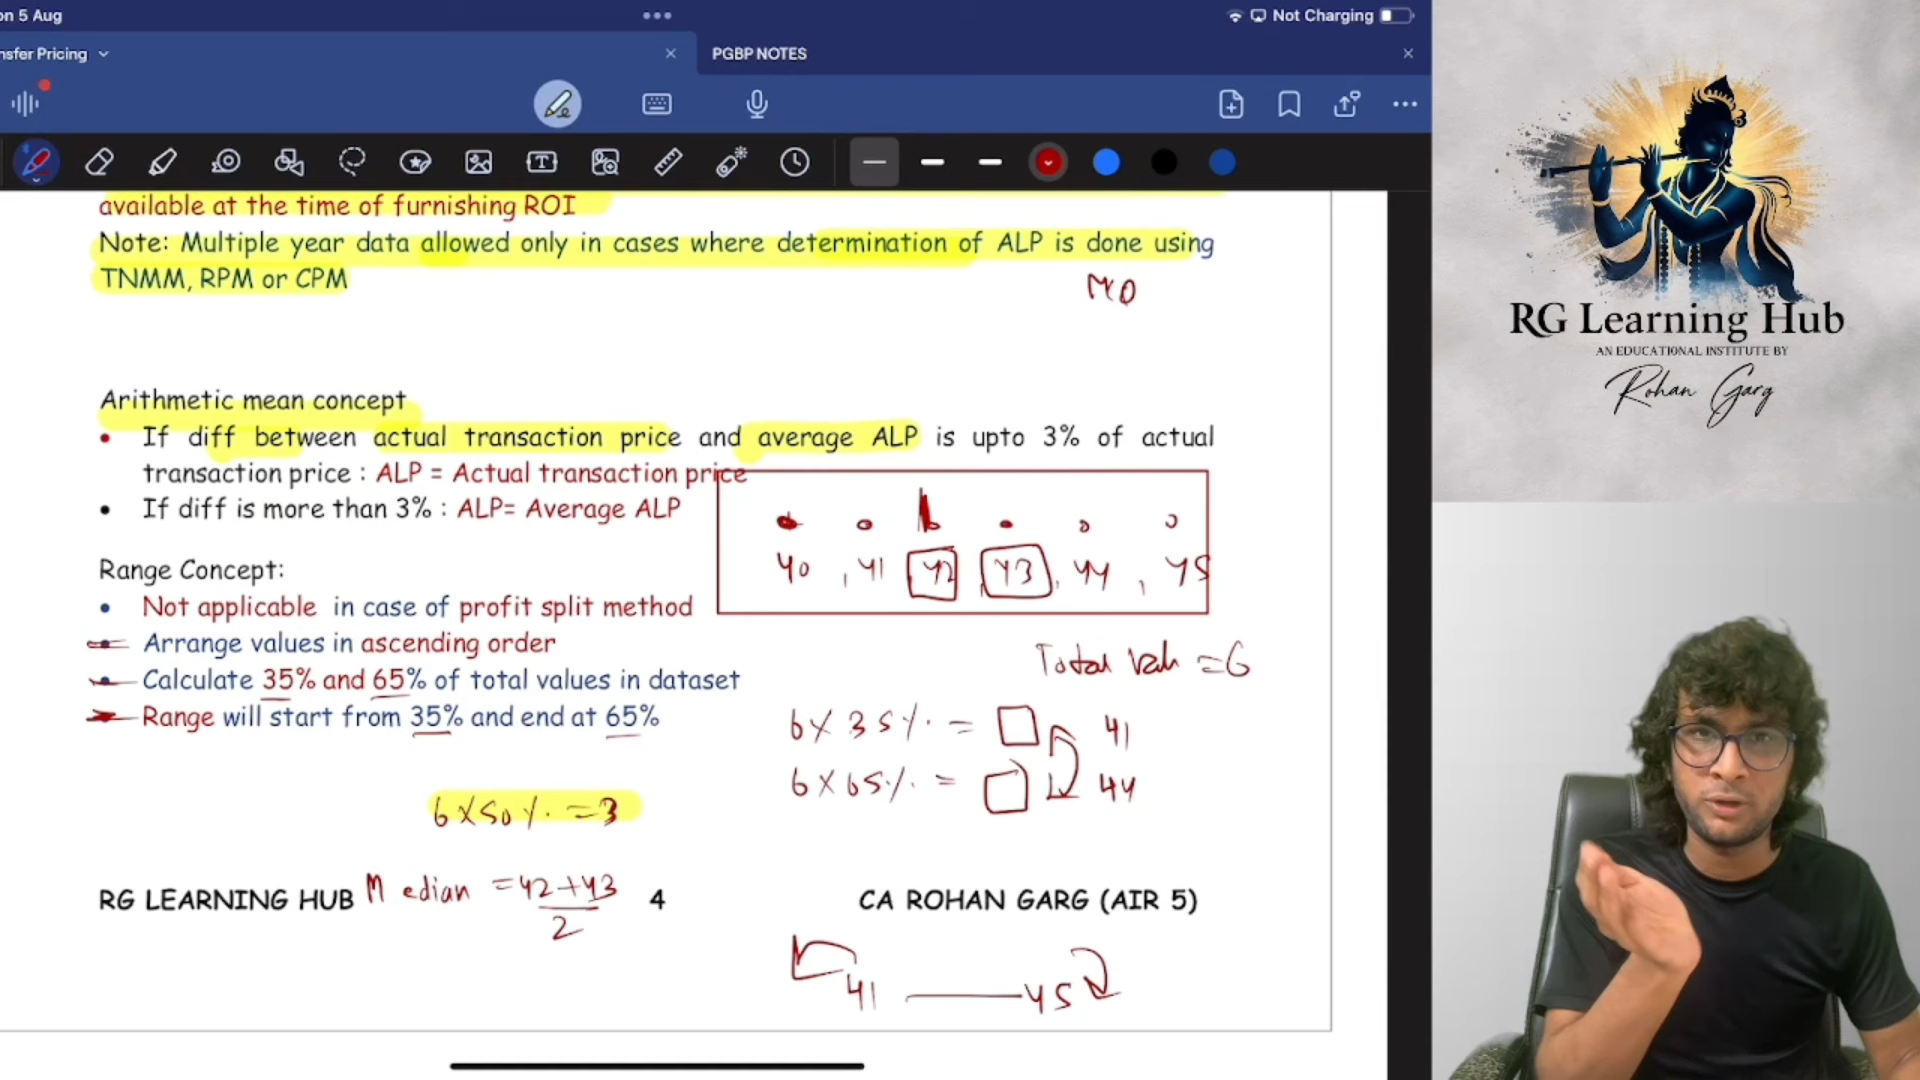 on 5 Aug
Not Charging
nsfer Pricing
PGBP NOTES
available at the time of furnishing ROI
Note: Multiple year data allowed only in cases where determination of ALP is done using
TNMM, RPM or CPM
Arithmetic mean concept
• If diff between actual transaction price and average ALP is upto 3% of actual
transaction price : ALP = Actual transaction price
• If diff is more than 3% : ALP= Average ALP
40 , 41 42 , 43 , 44 , 45
Range Concept:
• Not applicable in case of profit split method
• Arrange values in ascending order
• Calculate 35% and 65% of total values in dataset
• Range will start from 35% and end at 65%
Total = 6
6 X 35% = 41
6 X 65% = 44
6 X 50% = 3
Median = 42+43
2
RG LEARNING HUB
4
CA ROHAN GARG (AIR 5)
41 45
RG Learning Hub
AN EDUCATIONAL INSTITUTE BY
Rohan Garg